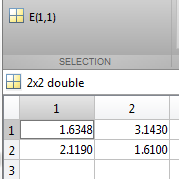 E(1,1)
SELECTION
2x2 double
1 2
1 1.6348 3.1430
2 2.1190 1.6100
3